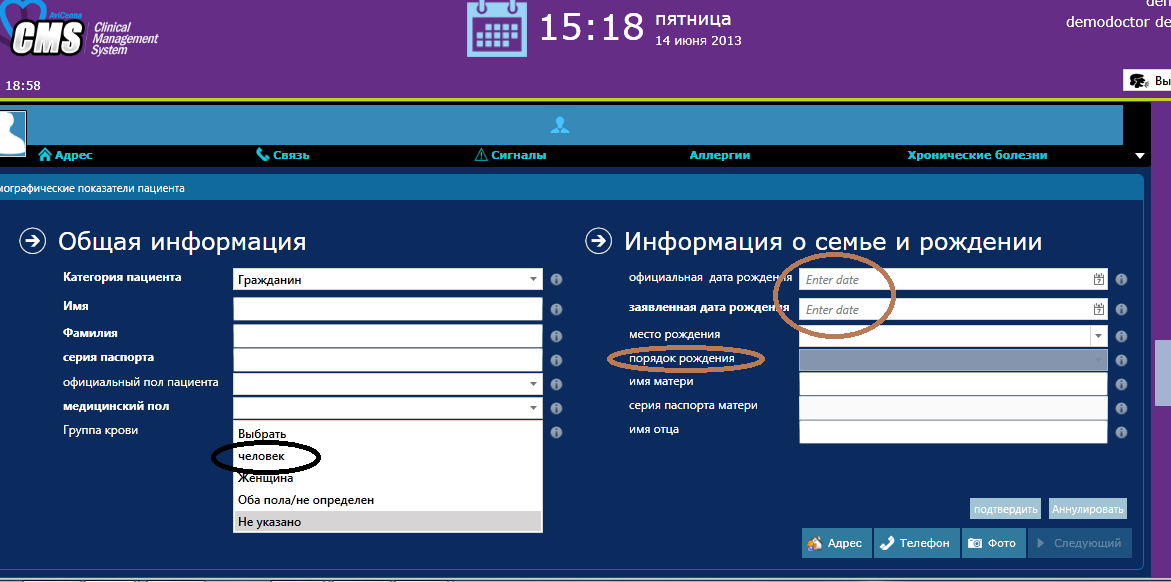 AviCenna
CMS
Clinical
Management
System
15:18
пятница
14 июня 2013
demodoctor de
18:58
Вы
Адрес
Связь
Сигналы
Аллергии
Хронические болезни
мографические показатели пациента
Общая информация
Категория пациента
Гражданин
Имя
Фамилия
серия паспорта
официальный пол пациента
медицинский пол
Группа крови
Выбрать
человек
Женщина
Оба пола/не определен
Не указано
Информация о семье и рождении
официальная дата рождения
Enter date
заявленная дата рождения
Enter date
место рождения
порядок рождения
имя матери
серия паспорта матери
имя отца
подтвердить
Аннулировать
Адрес
Телефон
Фото
Следующий